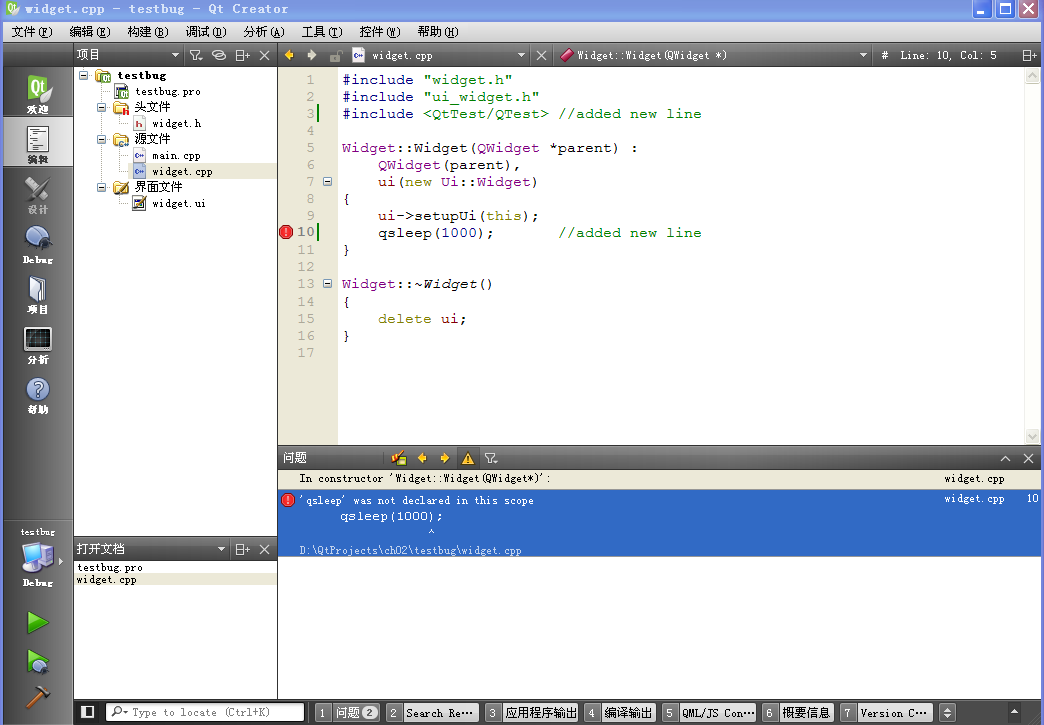 widget.cpp - testbug - Qt Creator
文件(F) 编辑(E) 构建(B) 调试(D) 分析(A) 工具(T) 控件(W) 帮助(H)
项目
widget.cpp
Widget::Widget(QWidget *)
# Line: 10, Col: 5
Qt
欢迎
编辑
设计
Debug
项目
分析
帮助
testbug
Debug
testbug
testbug.pro
头文件
widget.h
源文件
main.cpp
widget.cpp
界面文件
widget.ui
打开文档
testbug.pro
widget.cpp
1 #include "widget.h"
2 #include "ui_widget.h"
3 #include <QtTest/QTest> //added new line
4
5 Widget::Widget(QWidget *parent) :
6 QWidget(parent),
7 ui(new Ui::Widget)
8 {
9 ui->setupUi(this);
10 qsleep(1000); //added new line
11 }
12
13 Widget::~Widget()
14 {
15 delete ui;
16 }
17
问题
In constructor 'Widget::Widget(QWidget*)': widget.cpp
'qsleep' was not declared in this scope widget.cpp 10
qsleep(1000);
^
D:\QtProjects\ch02\testbug\widget.cpp
Type to locate (Ctrl+K) 1 问题 2 2 Search Re··· 3 应用程序输出 4 编译输出 5 QML/JS Con··· 6 概要信息 7 Version C···